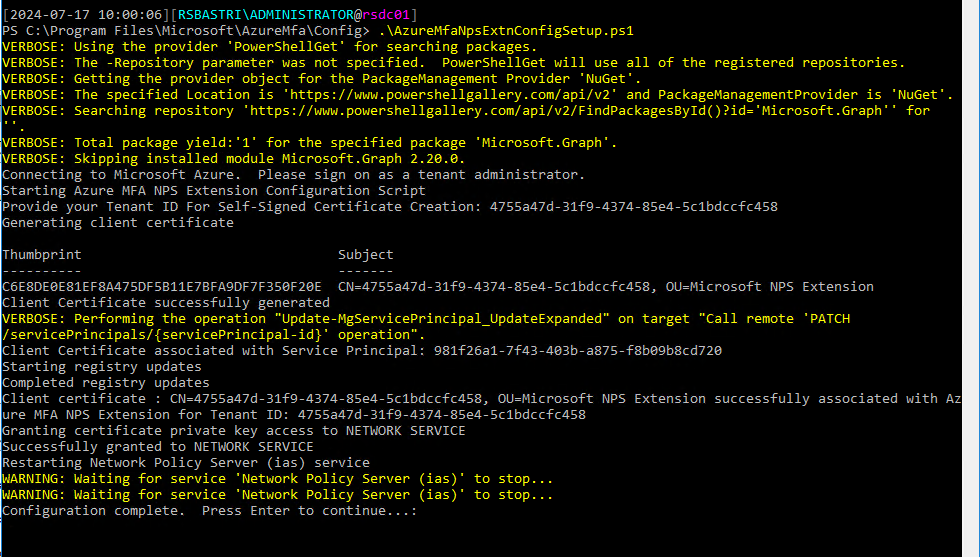 [2024-07-17 10:00:06][RSBASTRI\ADMINISTRATOR@rsdc01]
PS C:\Program Files\Microsoft\AzureMfa\Config> .\AzureMfaNpsExtnConfigSetup.ps1
VERBOSE: Using the provider 'PowerShellGet' for searching packages.
VERBOSE: The -Repository parameter was not specified.  PowerShellGet will use all of the registered repositories.
VERBOSE: Getting the provider object for the PackageManagement Provider 'NuGet'.
VERBOSE: The specified Location is 'https://www.powershellgallery.com/api/v2' and PackageManagementProvider is 'NuGet'.
VERBOSE: Searching repository 'https://www.powershellgallery.com/api/v2/FindPackagesById()?id='Microsoft.Graph'' for
''.
VERBOSE: Total package yield:'1' for the specified package 'Microsoft.Graph'.
VERBOSE: Skipping installed module Microsoft.Graph 2.20.0.
Connecting to Microsoft Azure.  Please sign on as a tenant administrator.
Starting Azure MFA NPS Extension Configuration Script
Provide your Tenant ID For Self-Signed Certificate Creation: 4755a47d-31f9-4374-85e4-5c1bdccfc458
Generating client certificate
Thumbprint                                Subject
----------                                -------
C6E8DE0E81EF8A475DF5B11E7BFA9DF7F350F20E  CN=4755a47d-31f9-4374-85e4-5c1bdccfc458, OU=Microsoft NPS Extension
Client Certificate successfully generated
VERBOSE: Performing the operation "Update-MgServicePrincipal_UpdateExpanded" on target "Call remote 'PATCH
/servicePrincipals/{servicePrincipal-id}' operation".
Client Certificate associated with Service Principal: 981f26a1-7f43-403b-a875-f8b09b8cd720
Starting registry updates
Completed registry updates
Client certificate : CN=4755a47d-31f9-4374-85e4-5c1bdccfc458, OU=Microsoft NPS Extension successfully associated with Az
ure MFA NPS Extension for Tenant ID: 4755a47d-31f9-4374-85e4-5c1bdccfc458
Granting certificate private key access to NETWORK SERVICE
Successfully granted to NETWORK SERVICE
Restarting Network Policy Server (ias) service
WARNING: Waiting for service 'Network Policy Server (ias)' to stop...
WARNING: Waiting for service 'Network Policy Server (ias)' to stop...
Configuration complete.  Press Enter to continue...: